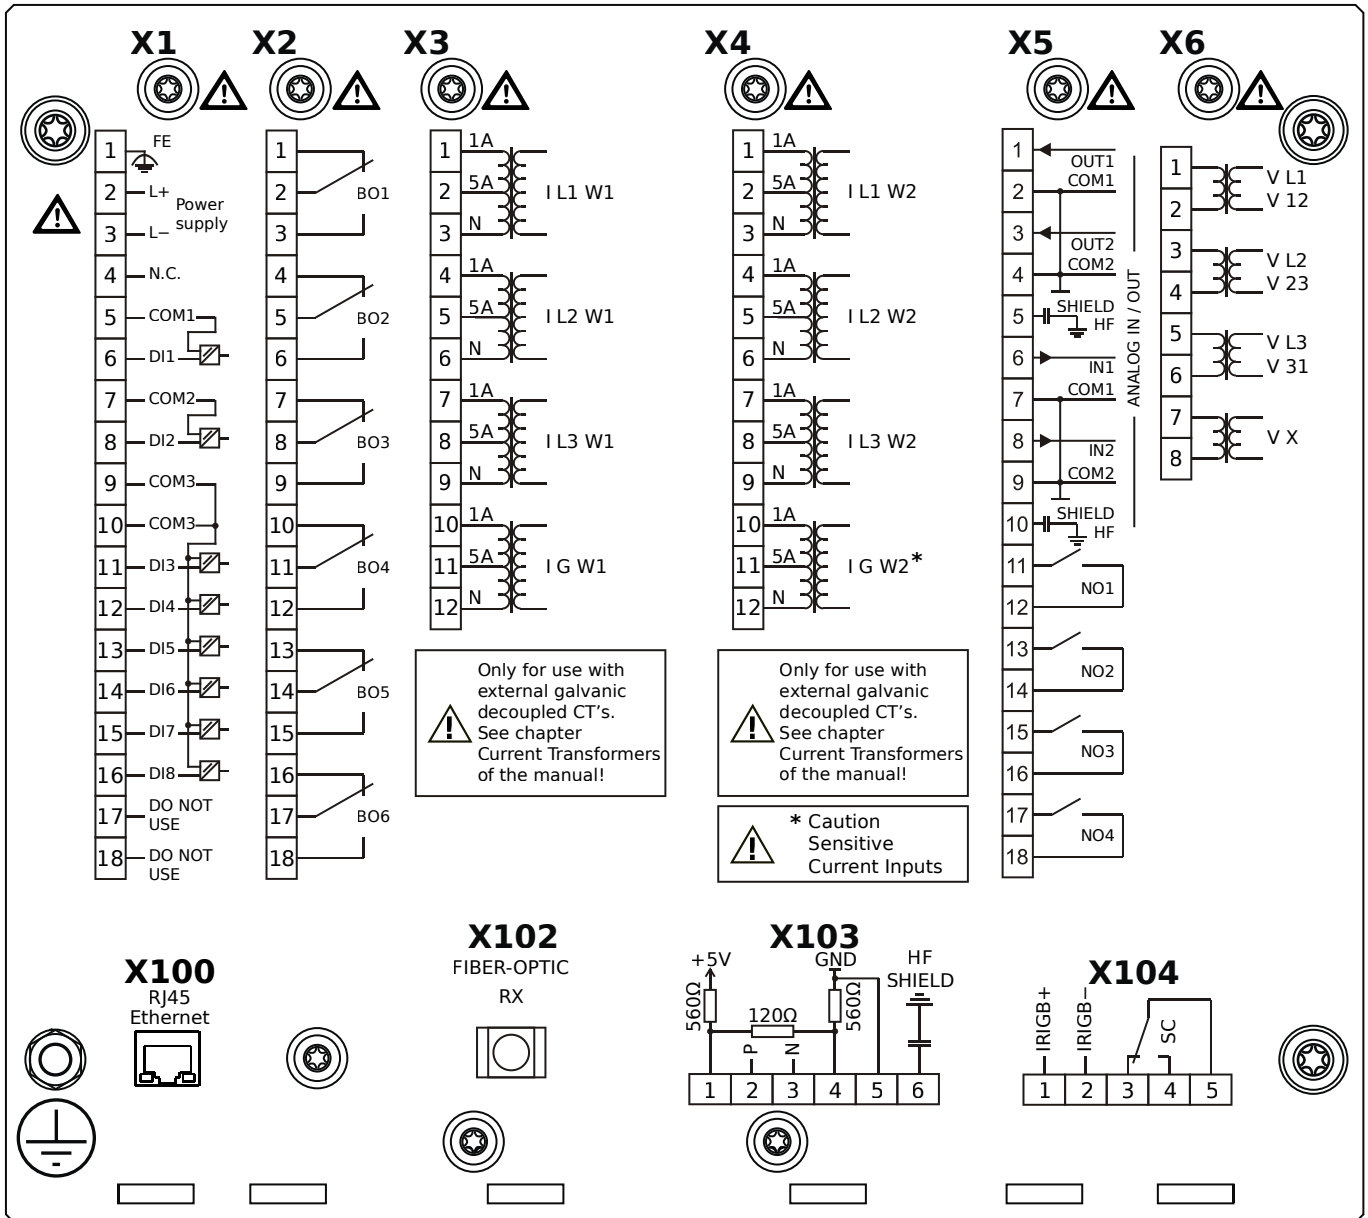 X1
X2
X3
X4
X5
X6
1
FE
2
L+
Power
supply
3
L−
4
N.C.
5
COM1
6
DI1
7
COM2
8
DI2
9
COM3
10
COM3
11
DI3
12
DI4
13
DI5
14
DI6
15
DI7
16
DI8
17
DO NOT
USE
18
DO NOT
USE
1
2
BO1
3
4
5
BO2
6
7
8
BO3
9
10
11
BO4
12
13
14
BO5
15
16
17
BO6
18
1
1A
2
5A
I L1 W1
3
N
4
1A
5
5A
I L2 W1
6
N
7
1A
8
5A
I L3 W1
9
N
10
1A
11
5A
I G W1
12
N
Only for use with
external galvanic
decoupled CT's.
See chapter
Current Transformers
of the manual!
1
1A
2
5A
I L1 W2
3
N
4
1A
5
5A
I L2 W2
6
N
7
1A
8
5A
I L3 W2
9
N
10
1A
11
5A
I G W2*
12
N
Only for use with
external galvanic
decoupled CT's.
See chapter
Current Transformers
of the manual!
* Caution
Sensitive
Current Inputs
1
OUT1
2
COM1
3
OUT2
4
COM2
5
SHIELD
HF
6
IN1
7
COM1
8
IN2
9
COM2
10
SHIELD
HF
ANALOG IN / OUT
11
NO1
12
13
NO2
14
15
NO3
16
17
NO4
18
1
V L1
2
V 12
3
V L2
4
V 23
5
V L3
6
V 31
7
V X
8
X100
RJ45
Ethernet
X102
FIBER-OPTIC
RX
X103
+5V
GND
HF
SHIELD
560Ω
120Ω
560Ω
P
N
1 2 3 4 5 6
X104
IRIGB+
IRIGB−
SC
1 2 3 4 5